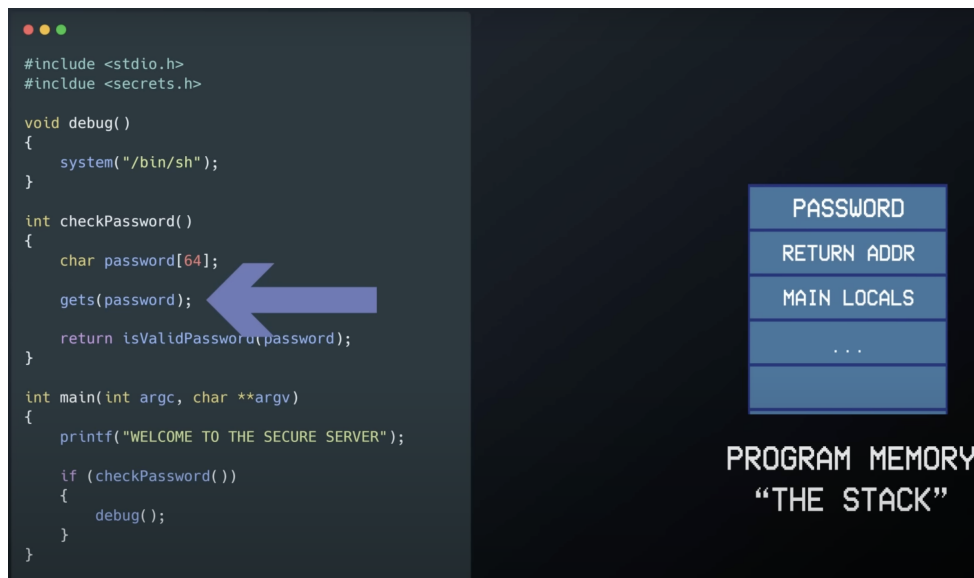 #include <stdio.h>
#incldue <secrets.h>
void debug()
{
system("/bin/sh");
}
int checkPassword()
{
char password[64];
gets(password);
return isValidPassword(password);
}
int main(int argc, char **argv)
{
printf("WELCOME TO THE SECURE SERVER");
if (checkPassword())
{
debug();
}
}
PASSWORD
RETURN ADDR
MAIN LOCALS
...
PROGRAM MEMORY
“THE STACK”